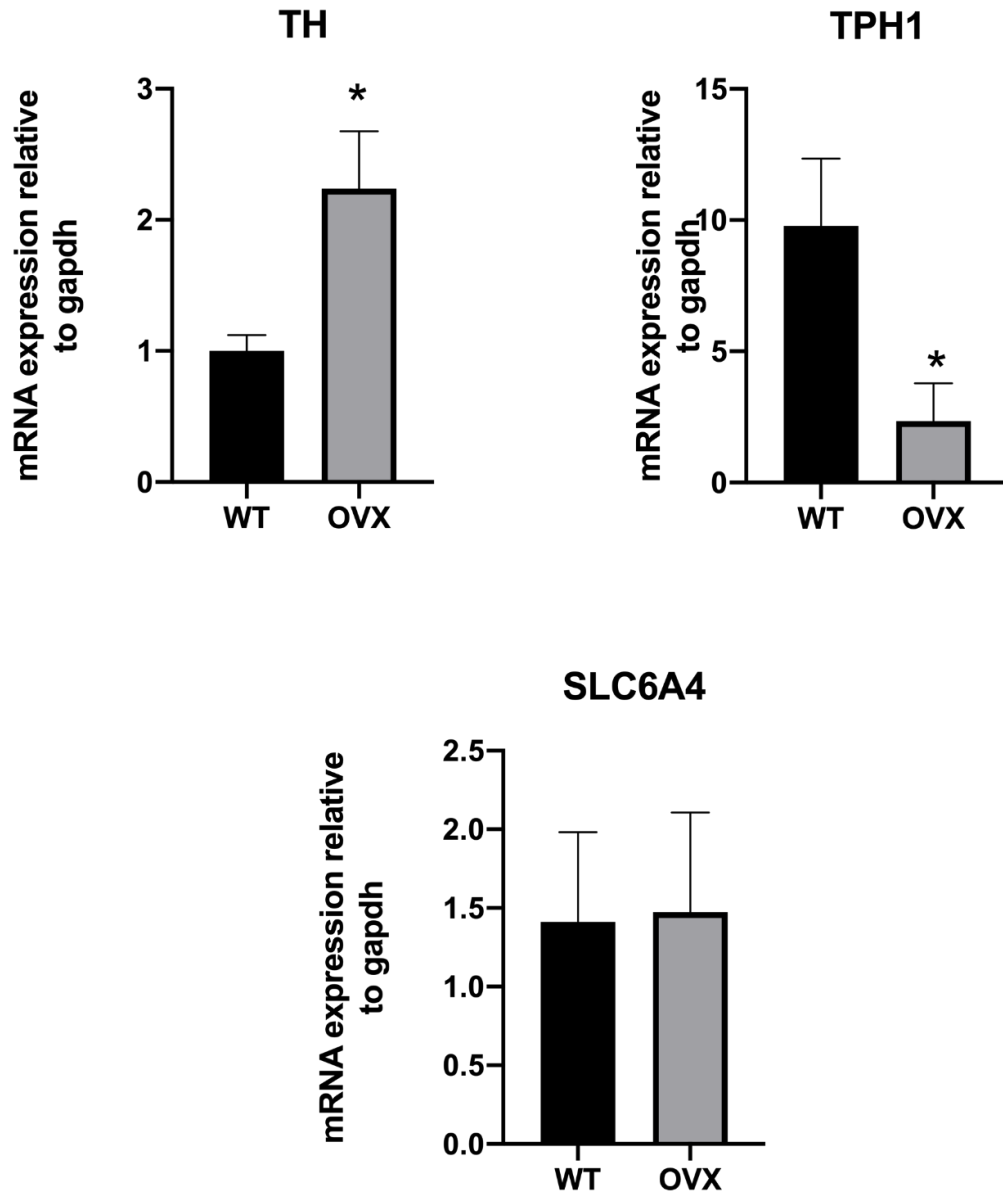 TH
mRNA expression relative
to gapdh
3
2
1
0
*
WT
OVX
TPH1
mRNA expression relative
to gapdh
15
10
5
0
*
WT
OVX
SLC6A4
mRNA expression relative
to gapdh
2.5
2.0
1.5
1.0
0.5
0.0
WT
OVX